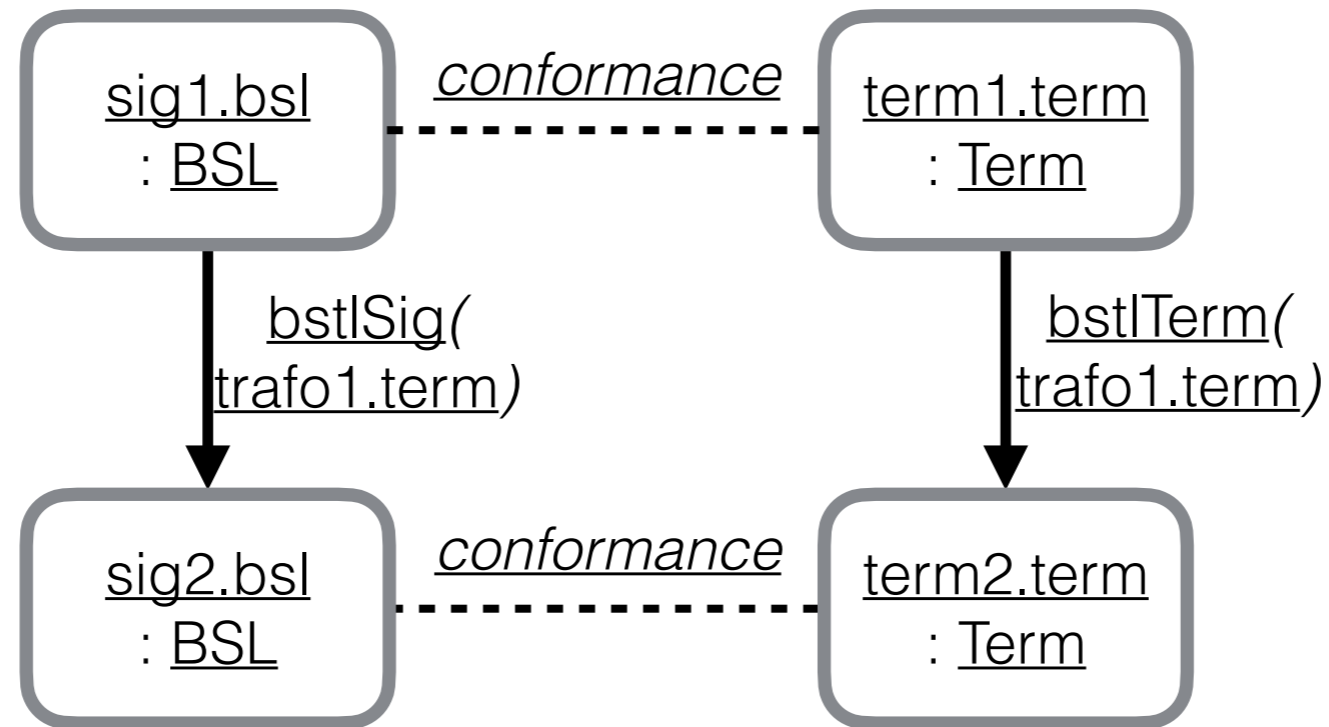 sig1.bsl
: BSL
conformance
term1.term
: Term
bstlSig(
trafo1.term)
bstlTerm(
trafo1.term)
sig2.bsl
: BSL
conformance
term2.term
: Term